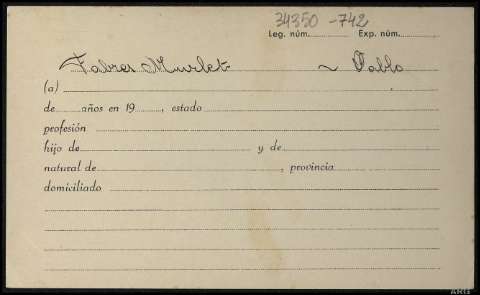 34350 -742
Leg. núm. Exp. núm.
Fabres Murlet ~ Pablo
(a)
de años en 19 , estado
profesión
hijo de y de
natural de , provincia
domiciliado